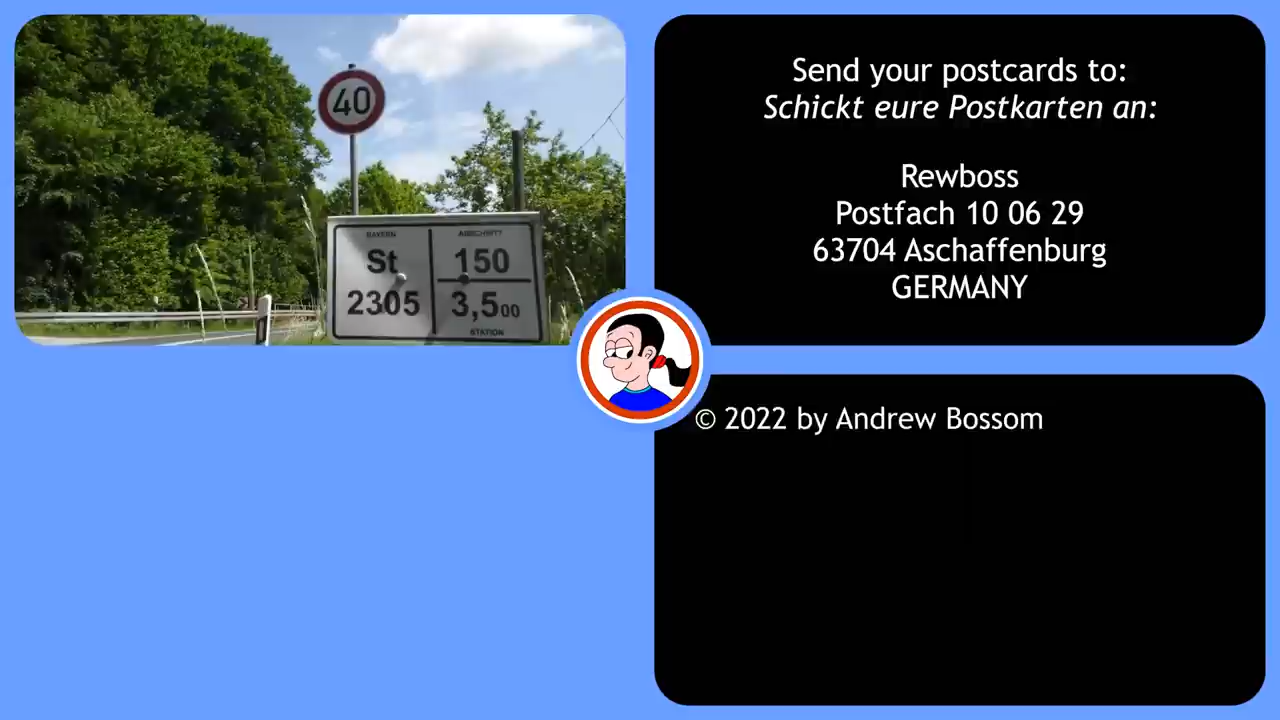 40
BAYERN
ABSCHNITT
St
150
2305
3,500
STATION
Send your postcards to:
Schickt eure Postkarten an:
Rewboss
Postfach 10 06 29
63704 Aschaffenburg
GERMANY
© 2022 by Andrew Bossom